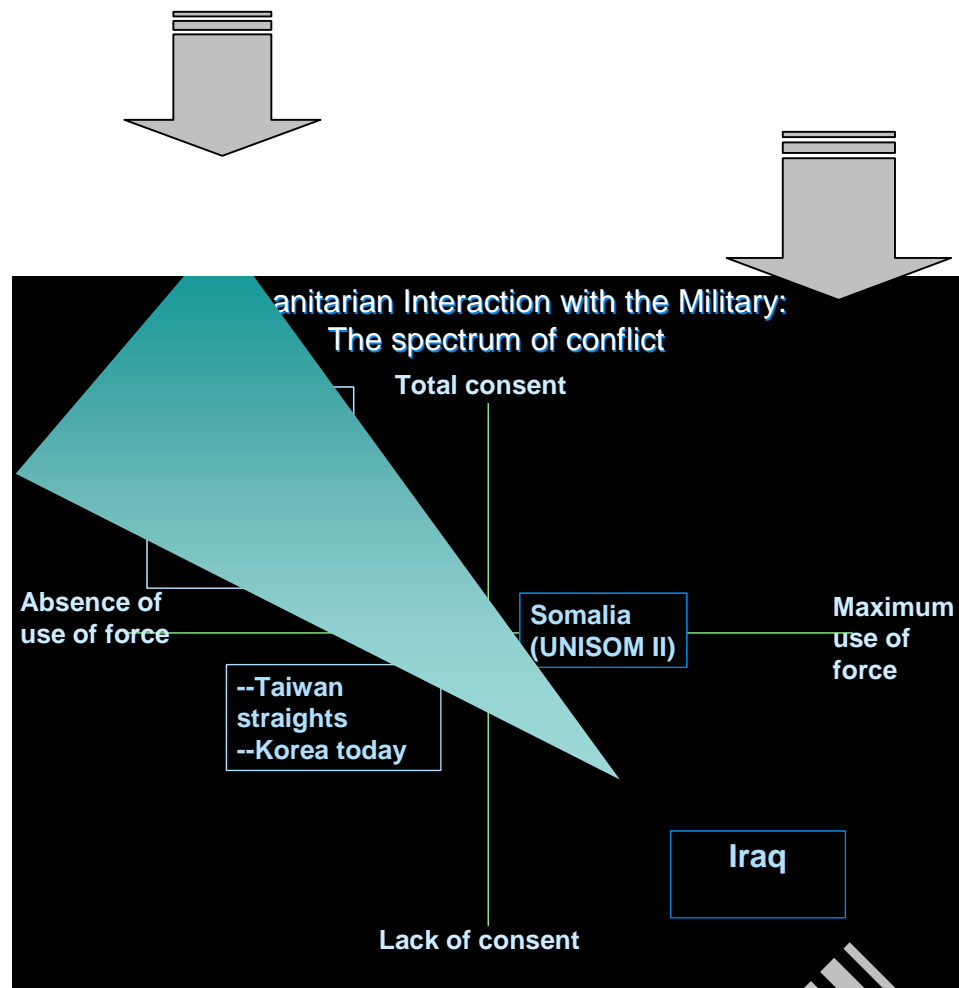 anitarian Interaction with the Military:
The spectrum of conflict
Total consent
Absence of
use of force
Somalia
(UNISOM II)
Maximum
use of
force
--Taiwan
straights
--Korea today
Iraq
Lack of consent